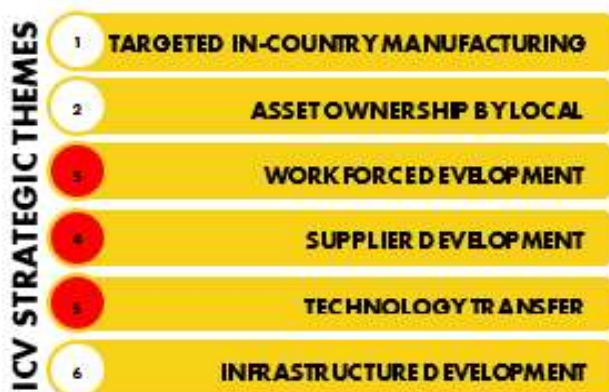 ICV STRATEGIC THEMES
1 TARGETED IN-COUNTRY MANUFACTURING
2 ASSET OWNERSHIP BY LOCAL
3 WORKFORCE DEVELOPMENT
4 SUPPLIER DEVELOPMENT
5 TECHNOLOGY TRANSFER
6 INFRASTRUCTURE DEVELOPMENT